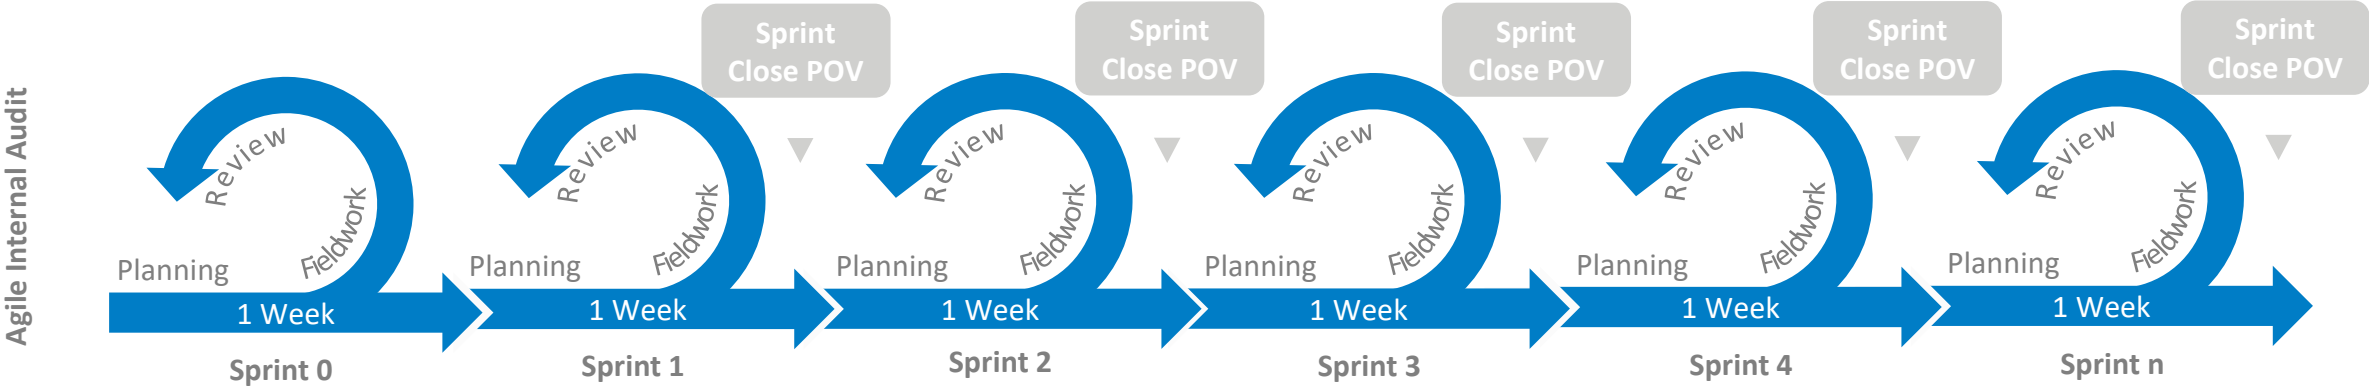 Agile Internal Audit
Planning
Fieldwork
Review
1 Week
Sprint 0
Sprint
Close POV
Planning
Fieldwork
Review
1 Week
Sprint 1
Sprint
Close POV
Planning
Fieldwork
Review
1 Week
Sprint 2
Sprint
Close POV
Planning
Fieldwork
Review
1 Week
Sprint 3
Sprint
Close POV
Planning
Fieldwork
Review
1 Week
Sprint 4
Sprint
Close POV
Planning
Fieldwork
Review
1 Week
Sprint n